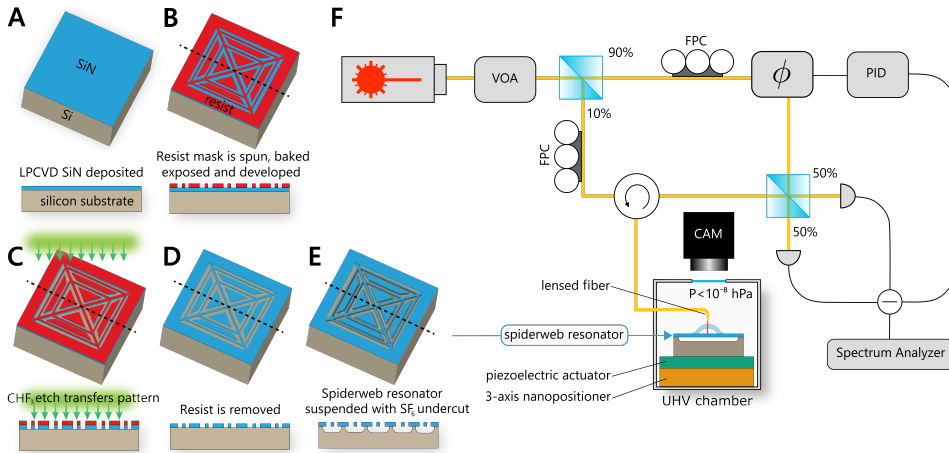 A
SiN
Si
LPCVD SiN deposited
silicon substrate
B
resist
Resist mask is spun, baked
exposed and developed
C
CHF3 etch transfers pattern
D
Resist is removed
E
Spiderweb resonator
suspended with SF6 undercut
F
VOA
90%
10%
FPC
FPC
ϕ
PID
50%
50%
CAM
P<10⁻⁸ hPa
lensed fiber
spiderweb resonator
piezoelectric actuator
3-axis nanopositioner
UHV chamber
Spectrum Analyzer